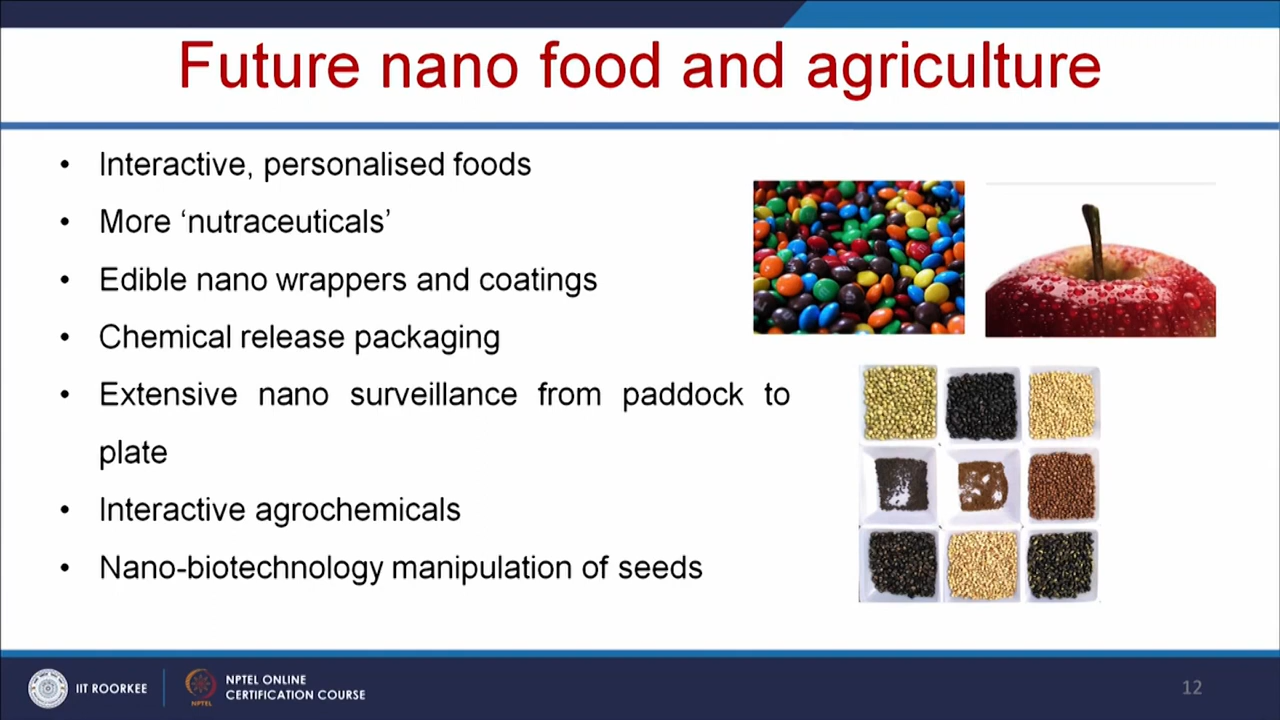 Future nano food and agriculture
• Interactive, personalised foods
• More ‘nutraceuticals’
• Edible nano wrappers and coatings
• Chemical release packaging
• Extensive nano surveillance from paddock to
plate
• Interactive agrochemicals
• Nano-biotechnology manipulation of seeds
IIT ROORKEE
NPTEL
NPTEL ONLINE
CERTIFICATION COURSE
12